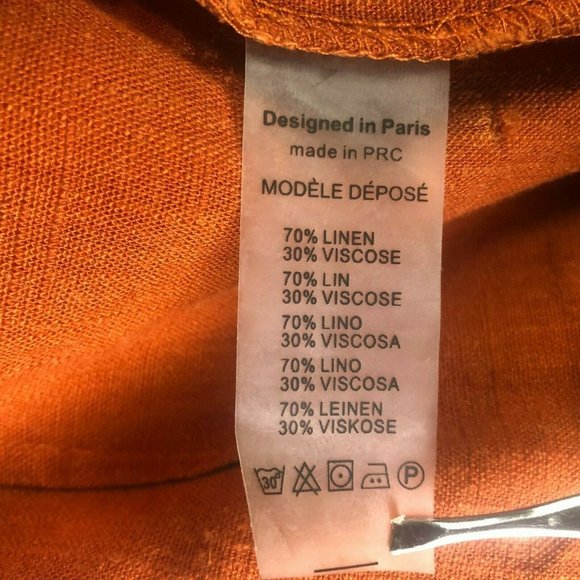 Designed in Paris
made in PRC
MODÈLE DÉPOSÉ
70% LINEN
30% VISCOSE
70% LIN
30% VISCOSE
70% LINO
30% VISCOSA
70% LINO
30% VISCOSA
70% LEINEN
30% VISKOSE
30° P